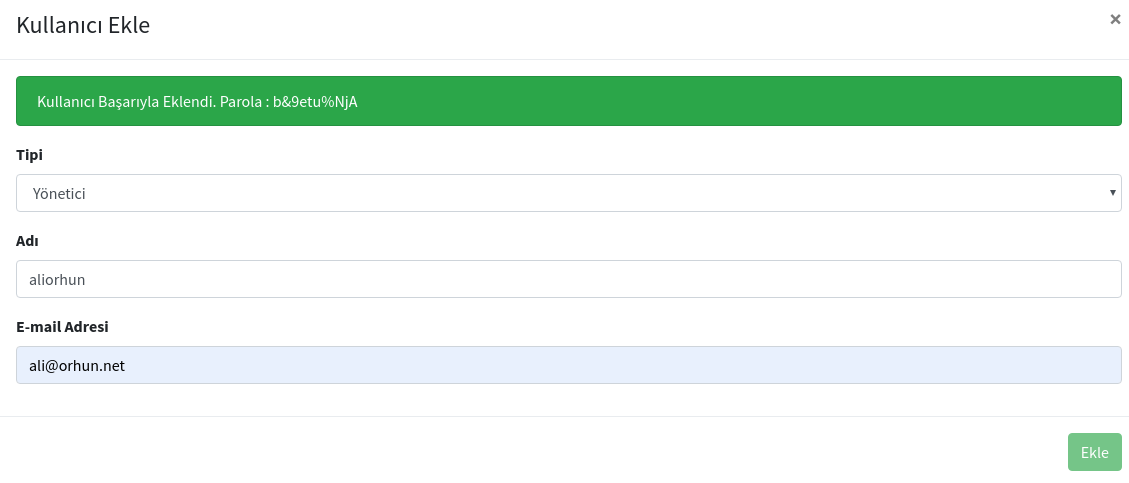 Kullanıcı Ekle
×
Kullanıcı Başarıyla Eklendi. Parola : b&9etu%NjA
Tipi
Yönetici
Adı
aliorhun
E-mail Adresi
ali@orhun.net
Ekle